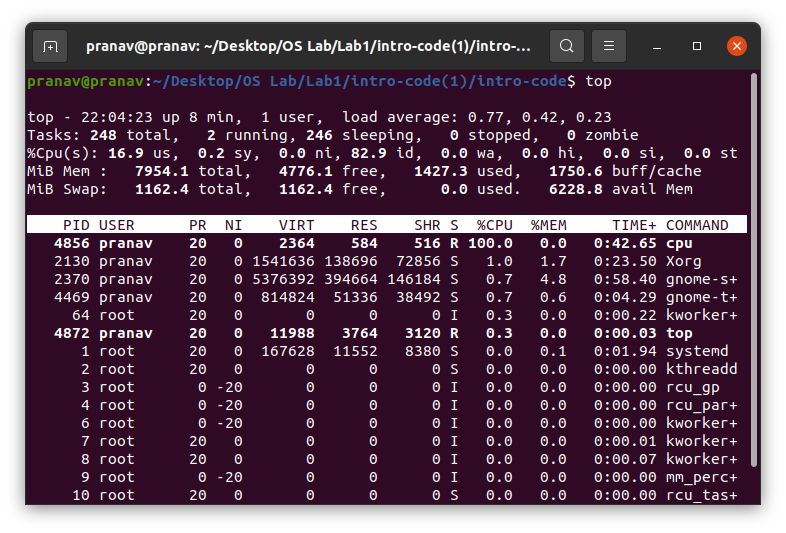 pranav@pranav: ~/Desktop/OS Lab/Lab1/intro-code(1)/intro-...
pranav@pranav:~/Desktop/OS Lab/Lab1/intro-code(1)/intro-code$ top
top - 22:04:23 up 8 min,  1 user,  load average: 0.77, 0.42, 0.23
Tasks: 248 total,   2 running, 246 sleeping,   0 stopped,   0 zombie
%Cpu(s): 16.9 us,  0.2 sy,  0.0 ni, 82.9 id,  0.0 wa,  0.0 hi,  0.0 si,  0.0 st
MiB Mem :   7954.1 total,   4776.1 free,   1427.3 used,   1750.6 buff/cache
MiB Swap:   1162.4 total,   1162.4 free,      0.0 used.   6228.8 avail Mem
PID USER      PR  NI    VIRT    RES    SHR S  %CPU  %MEM     TIME+ COMMAND
4856 pranav    20   0    2364    584    516 R 100.0   0.0   0:42.65 cpu
2130 pranav    20   0 1541636 138696  72856 S   1.0   1.7   0:23.50 Xorg
2370 pranav    20   0 5376392 394664 146184 S   0.7   4.8   0:58.40 gnome-s+
4469 pranav    20   0  814824  51336  38492 S   0.7   0.6   0:04.29 gnome-t+
64 root      20   0       0      0      0 I   0.3   0.0   0:00.22 kworker+
4872 pranav    20   0   11988   3764   3120 R   0.3   0.0   0:00.03 top
1 root      20   0  167628  11552   8380 S   0.0   0.1   0:01.94 systemd
2 root      20   0       0      0      0 S   0.0   0.0   0:00.00 kthreadd
3 root       0 -20       0      0      0 I   0.0   0.0   0:00.00 rcu_gp
4 root       0 -20       0      0      0 I   0.0   0.0   0:00.00 rcu_par+
6 root       0 -20       0      0      0 I   0.0   0.0   0:00.00 kworker+
7 root      20   0       0      0      0 I   0.0   0.0   0:00.01 kworker+
8 root      20   0       0      0      0 I   0.0   0.0   0:00.07 kworker+
9 root       0 -20       0      0      0 I   0.0   0.0   0:00.00 mm_perc+
10 root      20   0       0      0      0 S   0.0   0.0   0:00.00 rcu_tas+